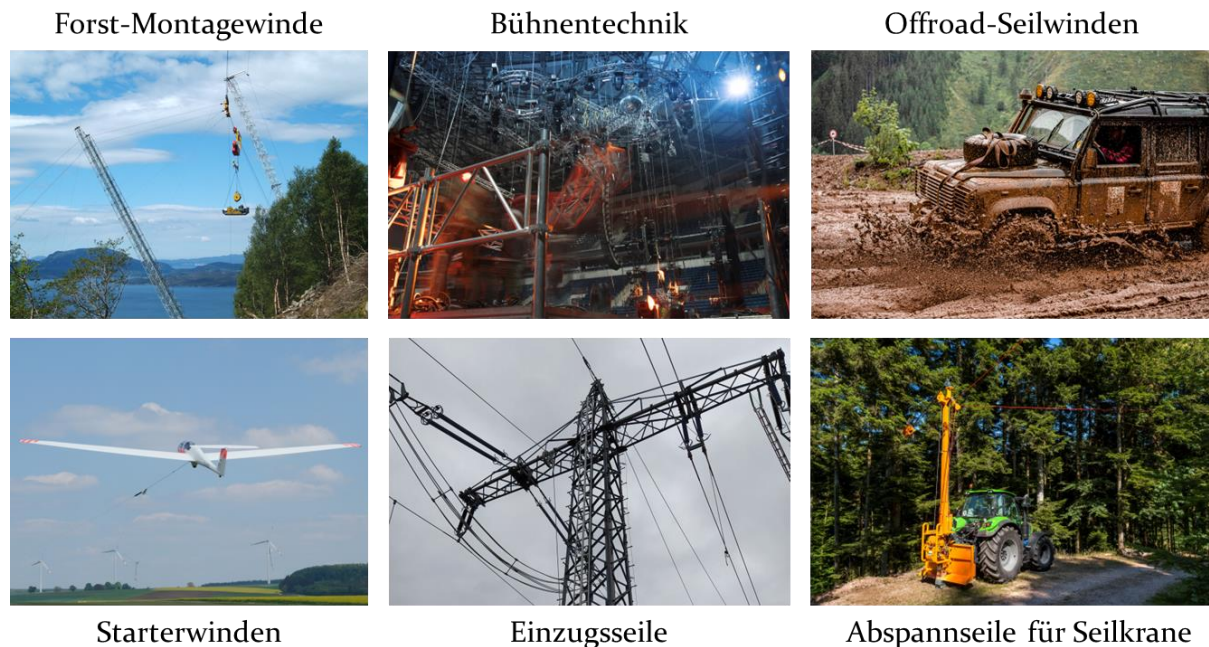 Forst-Montagewinde
Bühnentechnik
Offroad-Seilwinden
Starterwinden
Einzugsseile
Abspannseile für Seilkrane